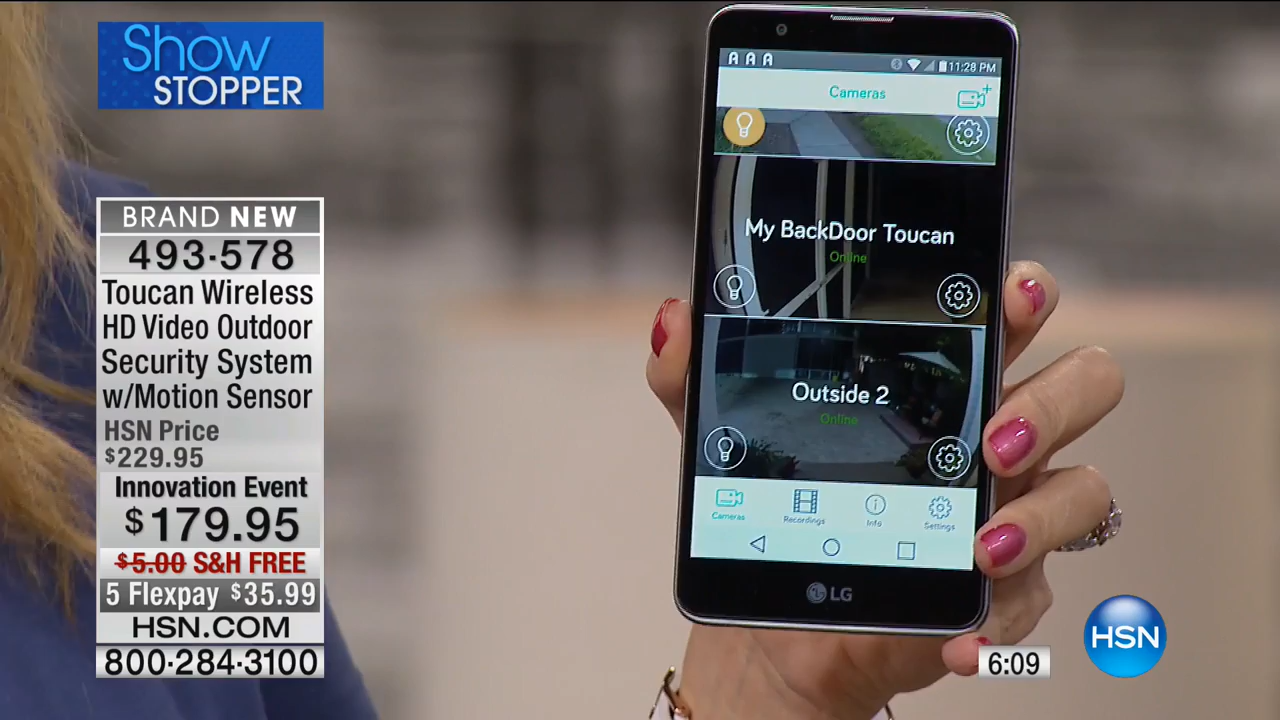 Show
STOPPER
BRAND NEW
493·578
Toucan Wireless
HD Video Outdoor
Security System
w/Motion Sensor
HSN Price
$229.95
Innovation Event
$179.95
$5.00 S&H FREE
5 Flexpay $35.99
HSN.COM
800·284·3100
11:28 PM
Cameras
My BackDoor Toucan
Online
Outside 2
Online
Cameras Recordings Info Settings
LG
6:09
HSN